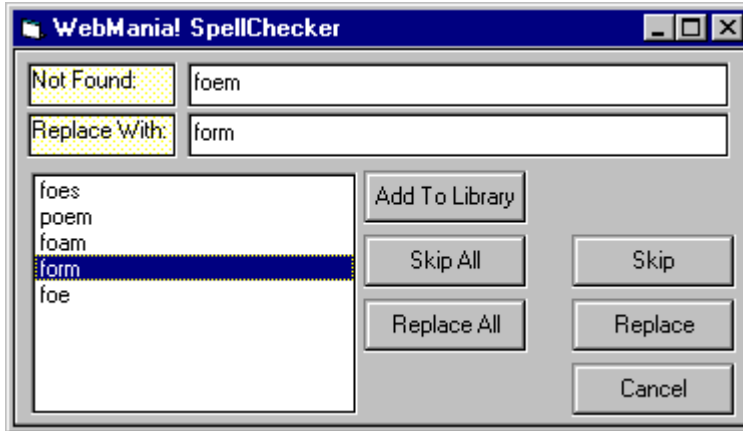 WebMania! SpellChecker
Not Found: foem
Replace With: form
foes
poem
foam
form
foe
Add To Library
Skip All Skip
Replace All Replace
Cancel